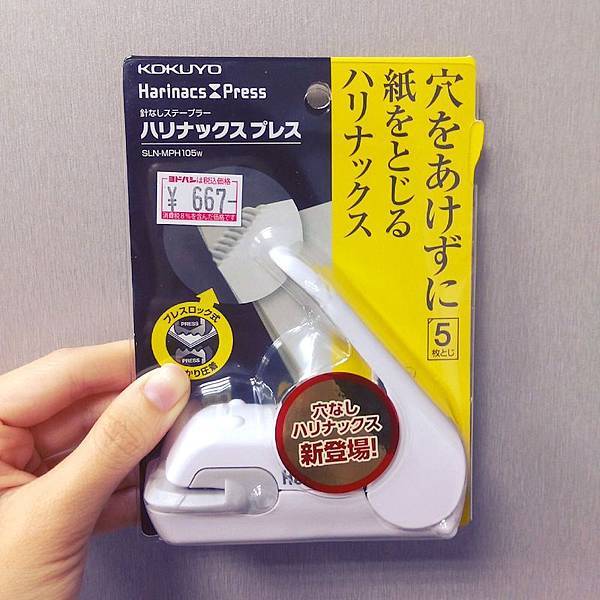 KOKUYO
Harinacs Press
針なしステープラー
ハリナックス プレス
SLN-MPH105W
ヨドバシは税込価格
¥ 667-
消費税8%を含んだ価格です
穴をあけずに
紙をとじる
ハリナックス
5
枚とじ
プレスロック式
PRESS
PRESS
かり圧着
穴なし
ハリナックス
新登場!